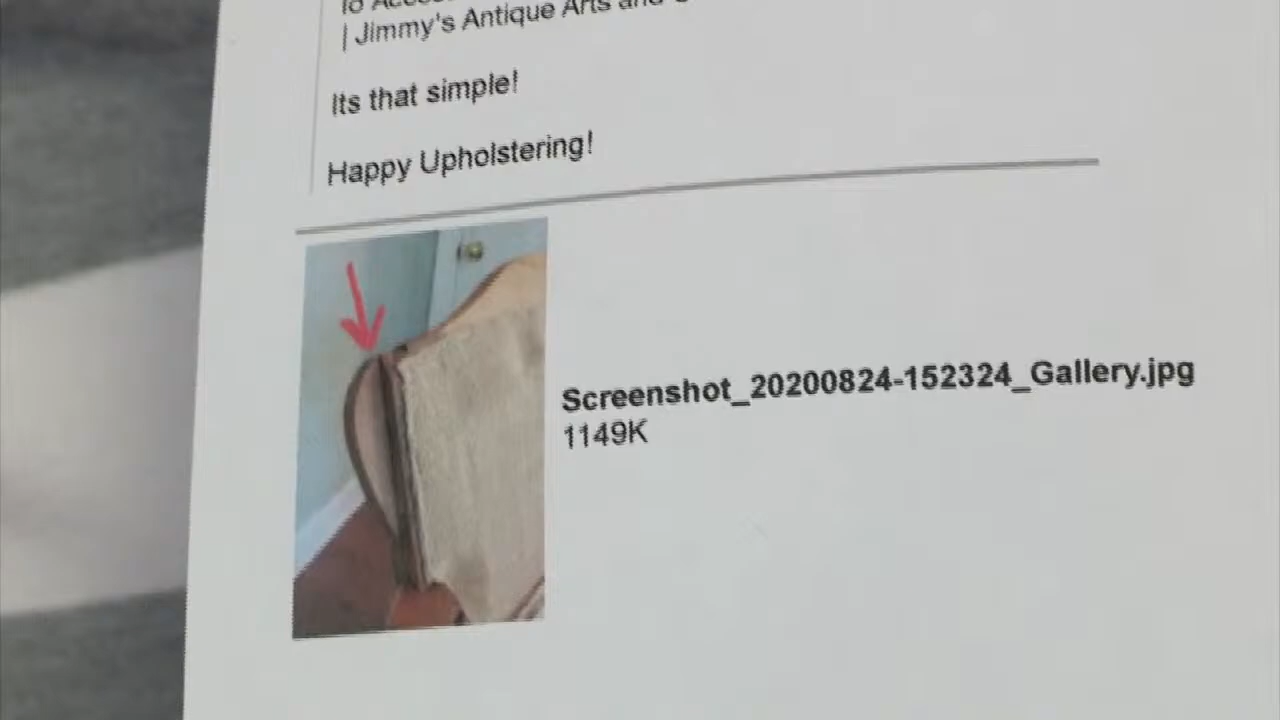 | Jimmy's Antique Arts and
Its that simple!
Happy Upholstering!
Screenshot_20200824-152324_Gallery.jpg
1149K